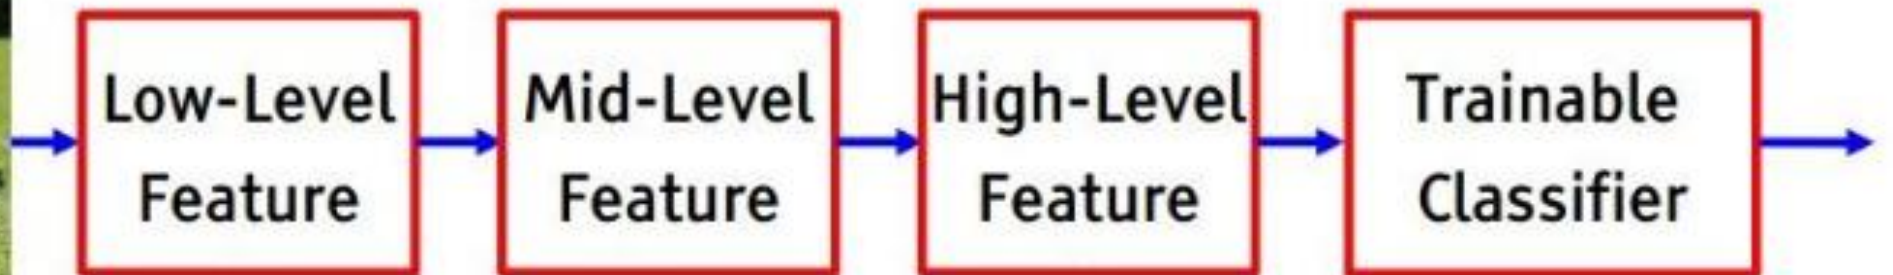 Low-Level
Feature
Mid-Level
Feature
High-Level
Feature
Trainable
Classifier